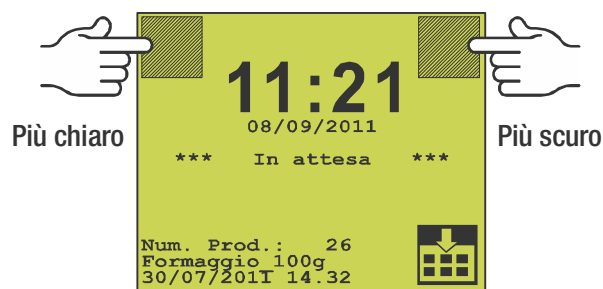 11:21
Più chiaro
08/09/2011
Più scuro
*** In attesa ***
Num. Prod.: 26
Formaggio 100g
30/07/2011 14.32